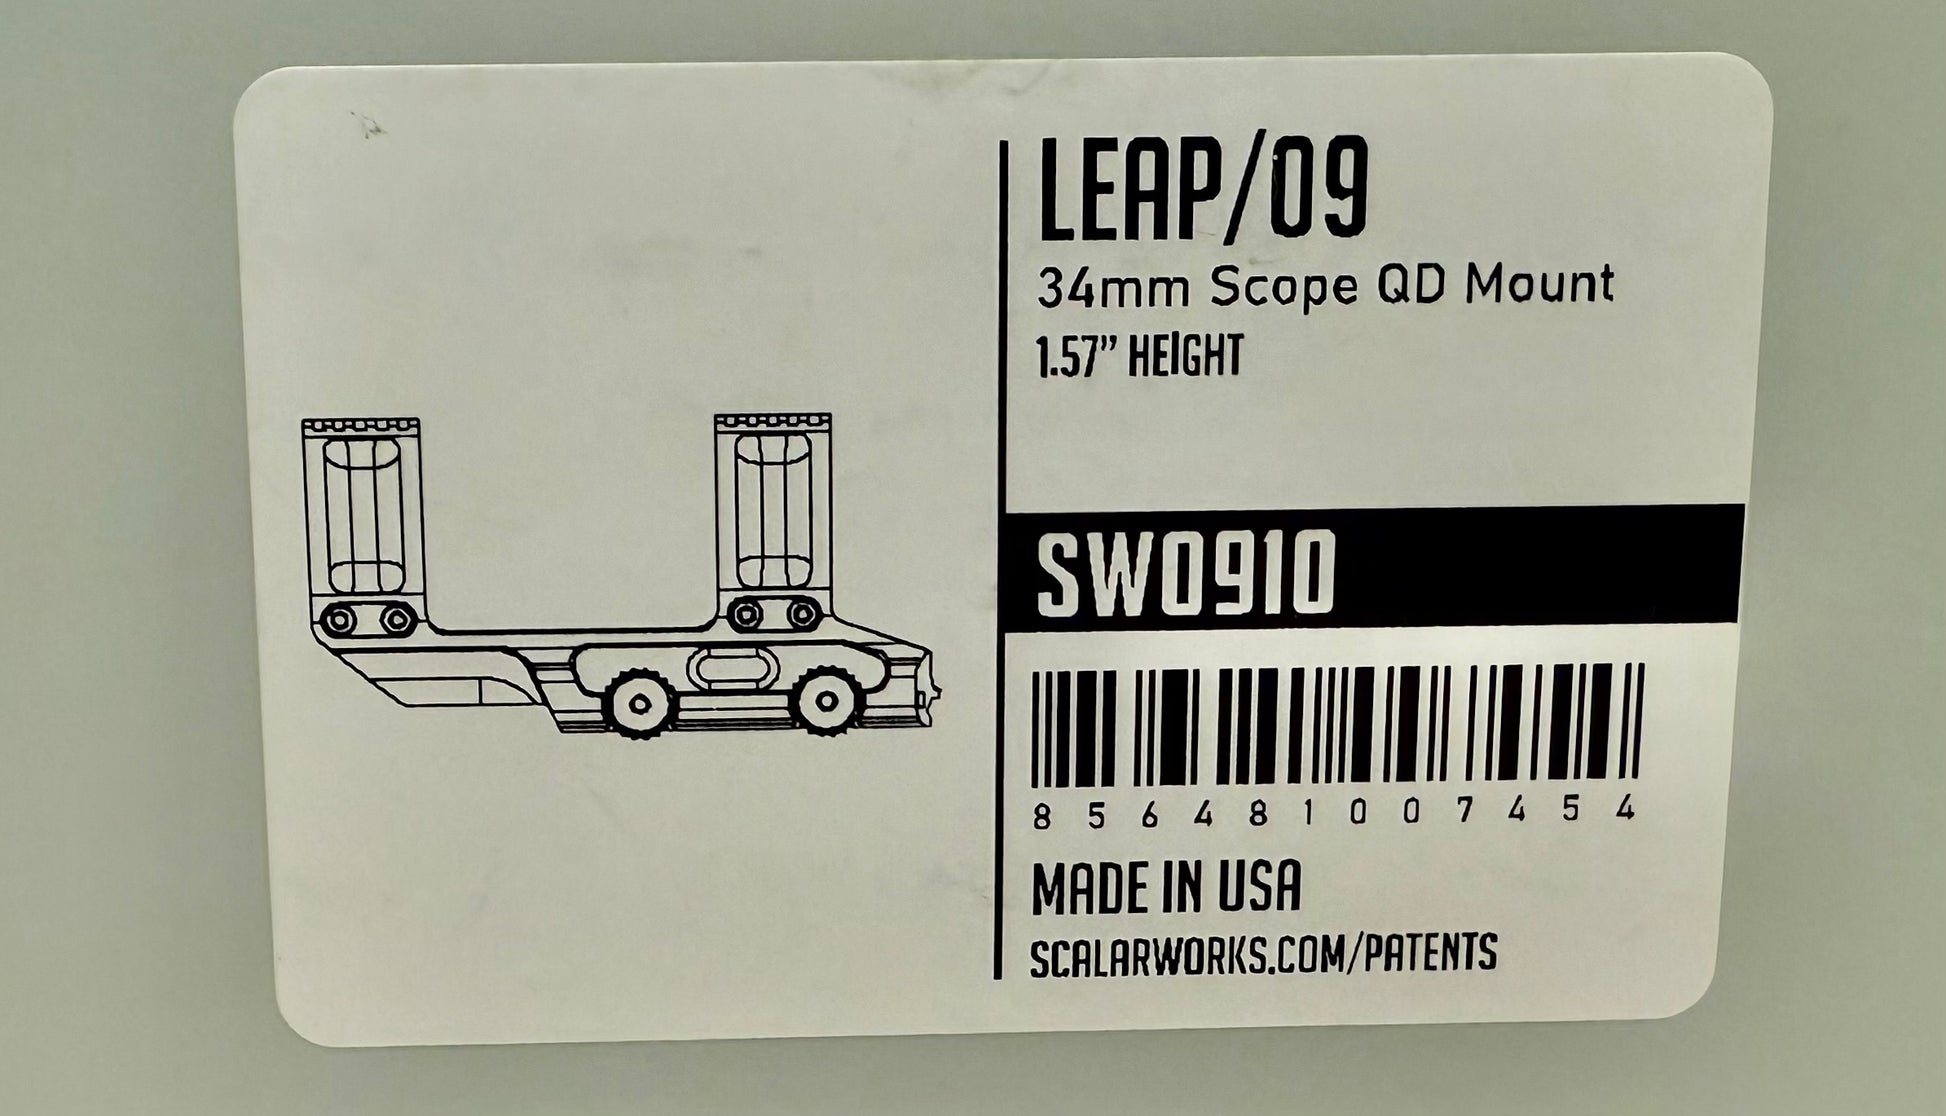 LEAP/09
34mm Scope QD Mount
1.57” HEIGHT
SW0910
8 5 6 4 8 1 0 0 7 4 5 4
MADE IN USA
SCALARWORKS.COM/PATENTS